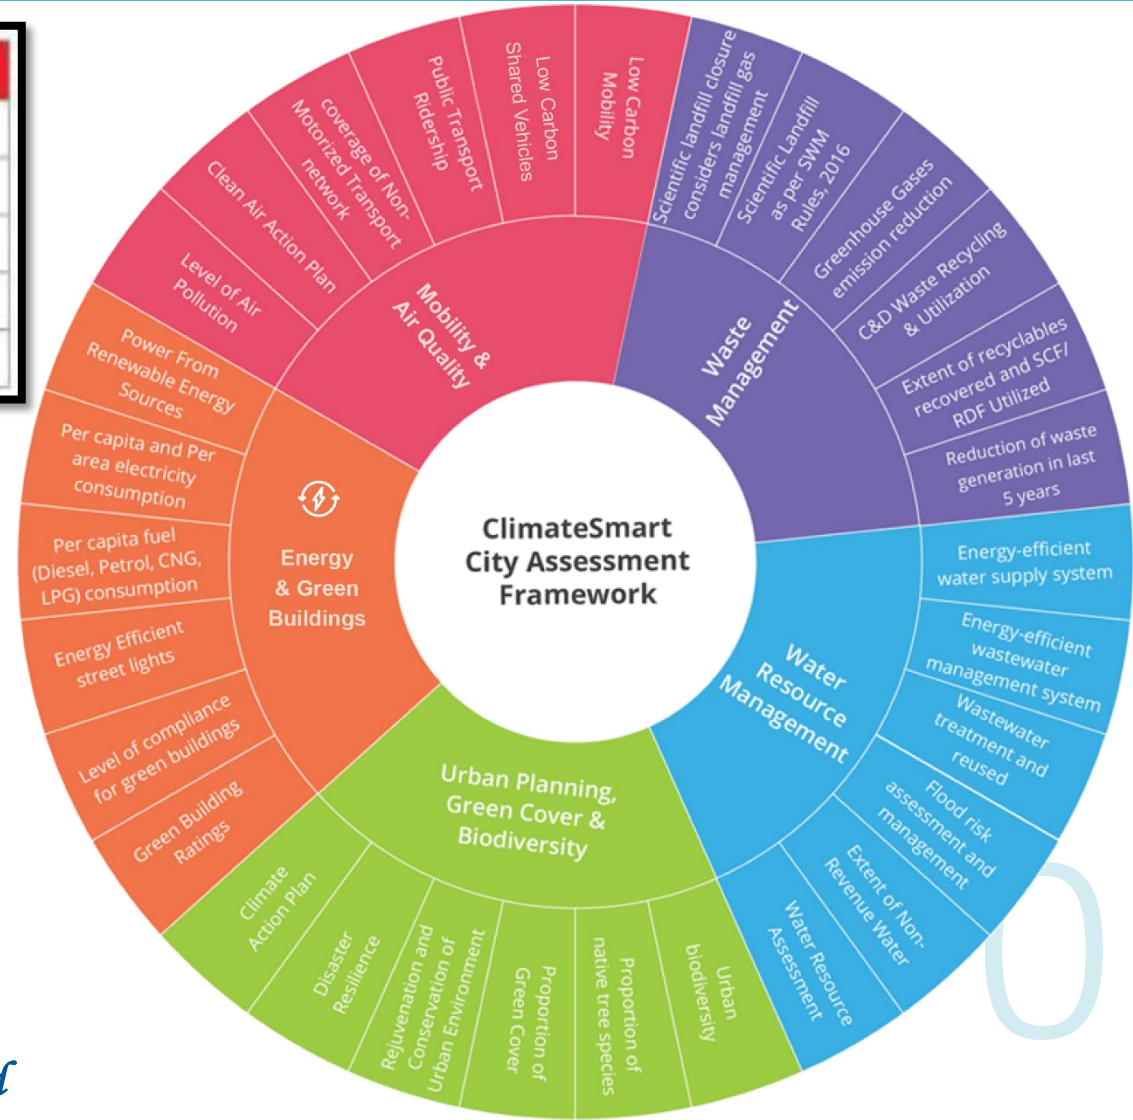 ClimateSmart
City Assessment
Framework
Mobility &
Air Quality
Low Carbon
Mobility
Low Carbon
Shared Vehicles
Public Transport
Ridership
coverage of Non-
Motorized Transport
network
Clean Air Action Plan
Level of Air
Pollution
Waste
Management
Scientific landfill closure
considers landfill gas
management
Scientific Landfill
as per SWM
Rules, 2016
Greenhouse Gases
emission reduction
C&D Waste Recycling
& Utilization
Extent of recyclables
recovered and SCF/
RDF Utilized
Reduction of waste
generation in last
5 years
Water
Resource
Management
Energy-efficient
water supply system
Energy-efficient
wastewater
management system
Wastewater
treatment and
reused
Flood risk
assessment and
management
Extent of Non-
Revenue Water
Water Resource
Assessment
Urban Planning,
Green Cover &
Biodiversity
Urban
biodiversity
Proportion of
native tree species
Proportion of
Green Cover
Rejuvenation and
Conservation of
Urban Environment
Disaster
Resilience
Climate
Action Plan
Energy
& Green
Buildings
Green Building
Ratings
Level of compliance
for green buildings
Energy Efficient
street lights
Per capita fuel
(Diesel, Petrol, CNG,
LPG) consumption
Per capita and Per
area electricity
consumption
Power From
Renewable Energy
Sources
0
d